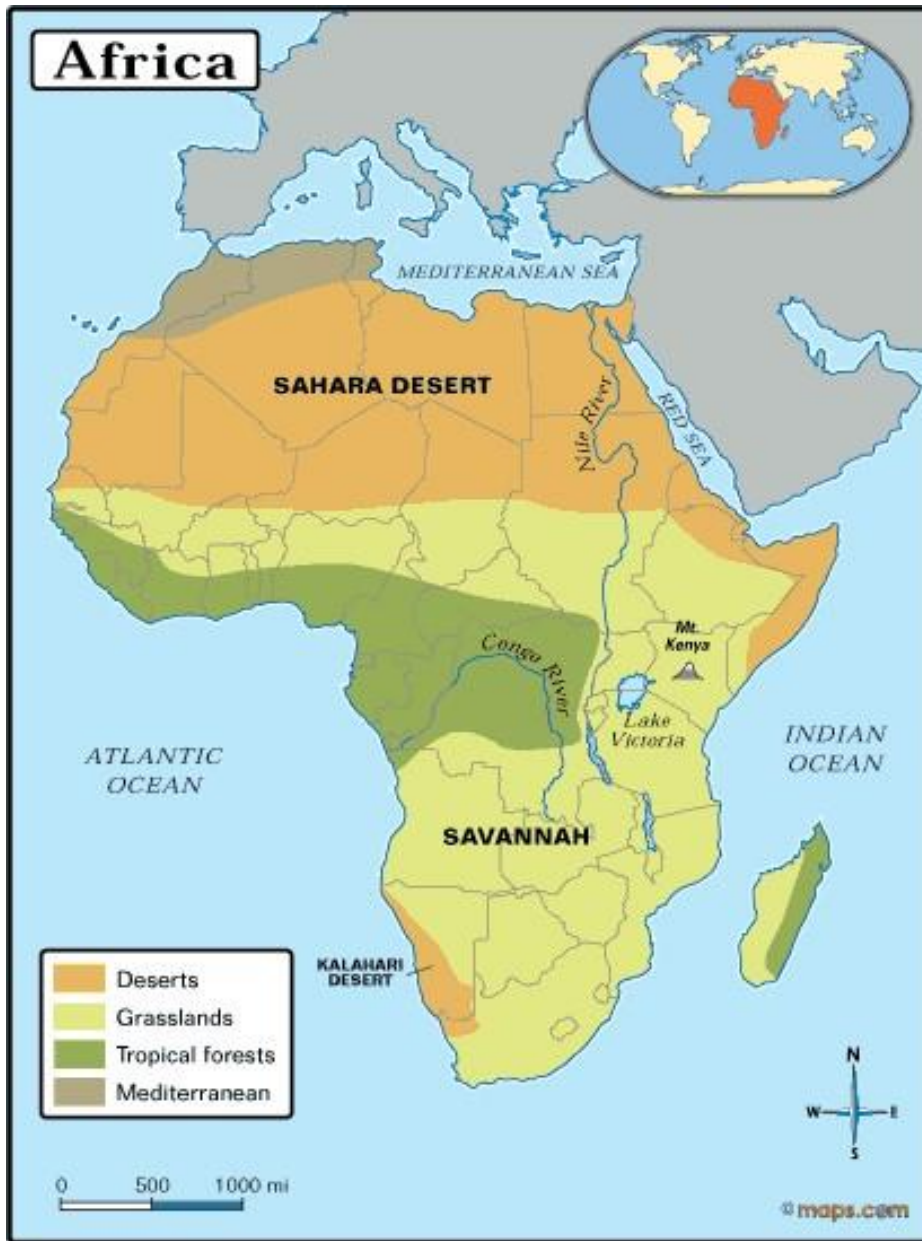 Africa
MEDITERRANEAN SEA
SAHARA DESERT
Nile River
RED SEA
Mt.
Kenya
Congo River
Lake
Victoria
ATLANTIC
OCEAN
INDIAN
OCEAN
SAVANNAH
KALAHARI
DESERT
Deserts
Grasslands
Tropical forests
Mediterranean
N
W
E
S
0 500 1000 mi
©maps.com